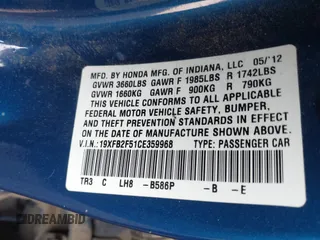 MFD. BY HONDA MFG. OF INDIANA, LLC 05/'12
GVWR 3660LBS GAWR F 1985LBS R 1742LBS
GVWR 1660KG GAWR F 900KG R 790KG
THIS VEHICLE CONFORMS TO ALL APPLICABLE
FEDERAL MOTOR VEHICLE SAFETY, BUMPER,
AND THEFT PREVENTION STANDARDS IN EFFECT
ON THE DATE OF MANUFACTURE SHOWN ABOVE.
V.I.N.: 19XFB2F51CE359968 TYPE: PASSENGER CAR
TR3 C LH8 -B586P -B -E
DREAMBID